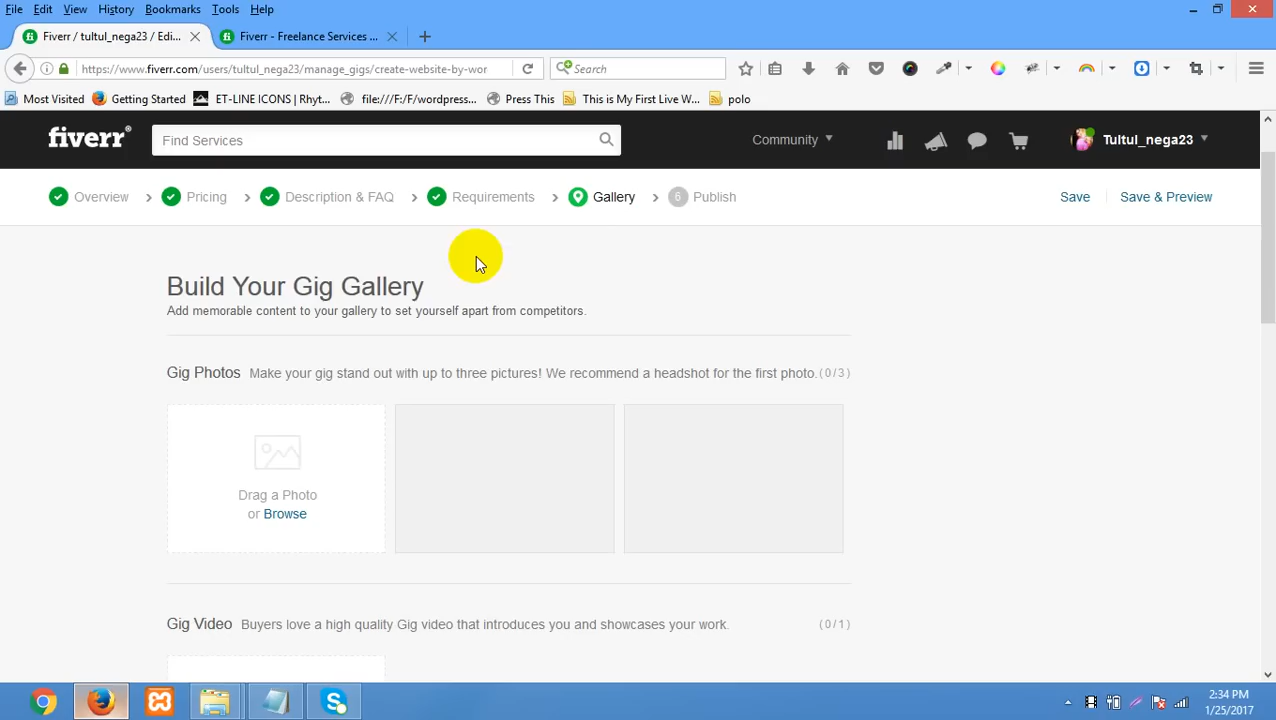 File Edit View History Bookmarks Tools Help
Fiverr / tultul_nega23 / Edi...
Fiverr - Freelance Services ...
https://www.fiverr.com/users/tultul_nega23/manage_gigs/create-website-by-wor
Search
Most Visited
Getting Started
ET-LINE ICONS | Rhyt...
file:///F:/F/wordpress...
Press This
This is My First Live W...
polo
fiverr®
Find Services
Community
Tultul_nega23
Overview
Pricing
Description & FAQ
Requirements
Gallery
6 Publish
Save
Save & Preview
Build Your Gig Gallery
Add memorable content to your gallery to set yourself apart from competitors.
Gig Photos Make your gig stand out with up to three pictures! We recommend a headshot for the first photo. (0/3)
Drag a Photo
or Browse
Gig Video Buyers love a high quality Gig video that introduces you and showcases your work. (0/1)
2:34 PM
1/25/2017